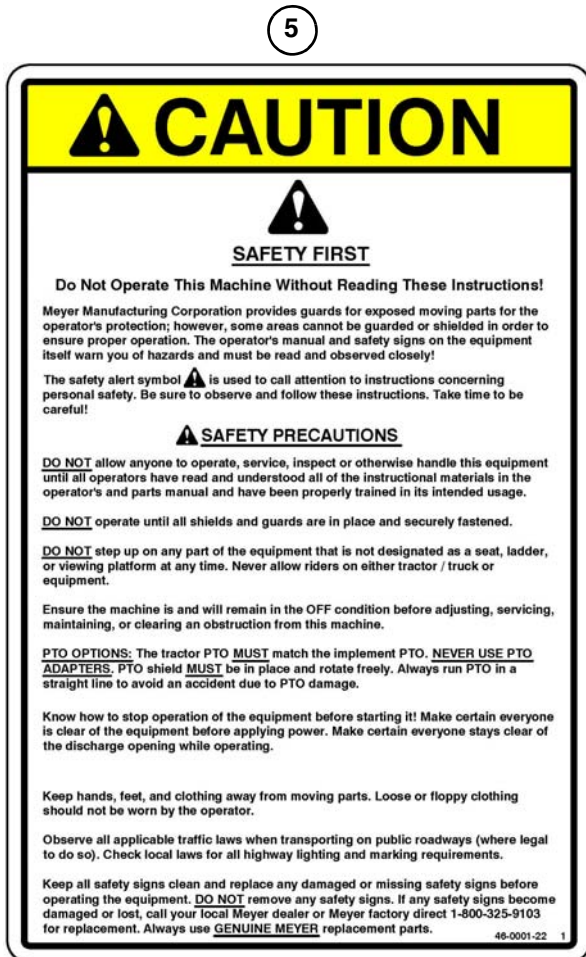 5
CAUTION
SAFETY FIRST
Do Not Operate This Machine Without Reading These Instructions!
Meyer Manufacturing Corporation provides guards for exposed moving parts for the
operator's protection; however, some areas cannot be guarded or shielded in order to
ensure proper operation. The operator's manual and safety signs on the equipment
itself warn you of hazards and must be read and observed closely!
The safety alert symbol is used to call attention to instructions concerning
personal safety. Be sure to observe and follow these instructions. Take time to be
careful!
SAFETY PRECAUTIONS
DO NOT allow anyone to operate, service, inspect or otherwise handle this equipment
until all operators have read and understood all of the instructional materials in the
operator's and parts manual and have been properly trained in its intended usage.
DO NOT operate until all shields and guards are in place and securely fastened.
DO NOT step up on any part of the equipment that is not designated as a seat, ladder,
or viewing platform at any time. Never allow riders on either tractor / truck or
equipment.
Ensure the machine is and will remain in the OFF condition before adjusting, servicing,
maintaining, or clearing an obstruction from this machine.
PTO OPTIONS: The tractor PTO MUST match the implement PTO. NEVER USE PTO
ADAPTERS. PTO shield MUST be in place and rotate freely. Always run PTO in a
straight line to avoid an accident due to PTO damage.
Know how to stop operation of the equipment before starting it! Make certain everyone
is clear of the equipment before applying power. Make certain everyone stays clear of
the discharge opening while operating.
Keep hands, feet, and clothing away from moving parts. Loose or floppy clothing
should not be worn by the operator.
Observe all applicable traffic laws when transporting on public roadways (where legal
to do so). Check local laws for all highway lighting and marking requirements.
Keep all safety signs clean and replace any damaged or missing safety signs before
operating the equipment. DO NOT remove any safety signs. If any safety signs become
damaged or lost, call your local Meyer dealer or Meyer factory direct 1-800-325-9103
for replacement. Always use GENUINE MEYER replacement parts.
46-0001-22 1